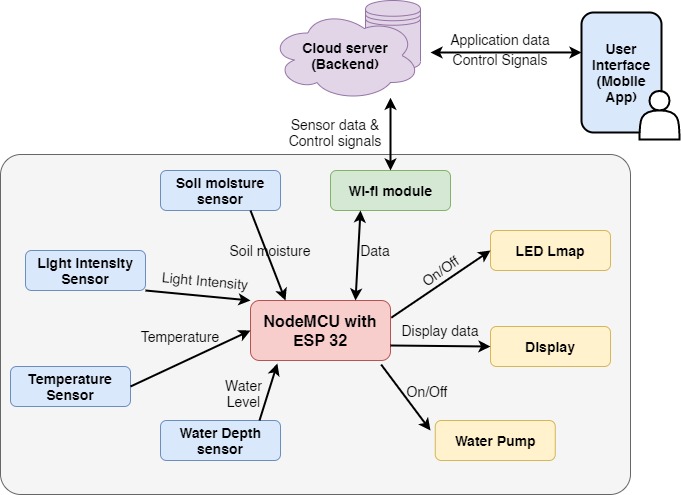 Cloud server
(Backend)
Application data
Control Signals
User
Interface
(Mobile
App)
Sensor data &
Control signals
Soil moisture
sensor
Wi-fi module
Soil moisture
Data
LED Lmap
Light Intensity
Sensor
Light Intensity
On/Off
NodeMCU with
ESP 32
Temperature
Display data
Display
Temperature
Sensor
Water
Level
On/Off
Water Depth
sensor
Water Pump